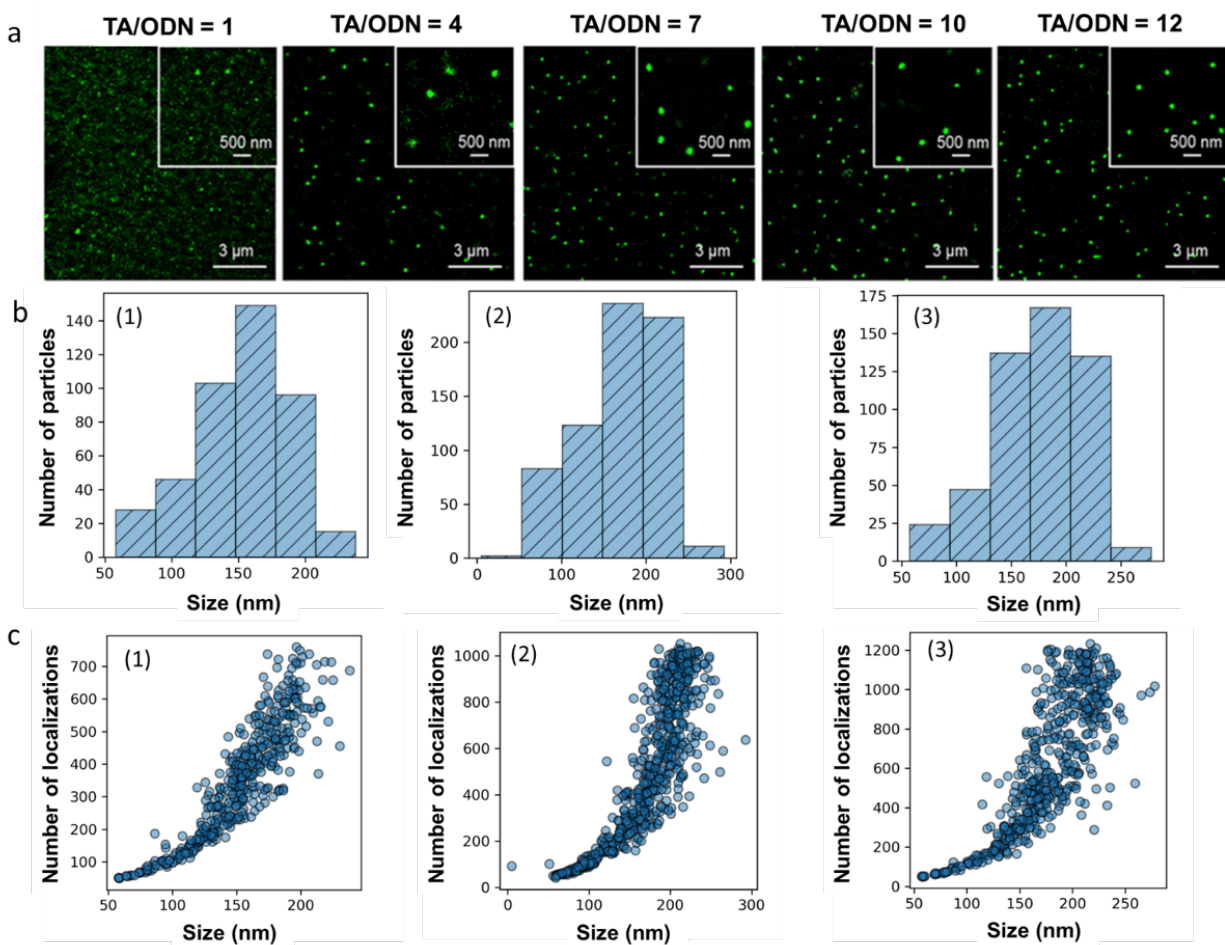 TA/ODN = 1 TA/ODN = 4 TA/ODN = 7 TA/ODN = 10 TA/ODN = 12
a
500 nm 500 nm 500 nm 500 nm 500 nm
3 µm 3 µm 3 µm 3 µm 3 µm
b
(1)
Number of particles
140
120
100
80
60
40
20
0
50 100 150 200
Size (nm)
(2)
Number of particles
200
150
100
50
0
0 100 200 300
Size (nm)
(3)
Number of particles
175
150
125
100
75
50
25
0
50 100 150 200 250
Size (nm)
c
(1)
Number of localizations
700
600
500
400
300
200
100
50 100 150 200
Size (nm)
(2)
Number of localizations
1000
800
600
400
200
0
0 100 200 300
Size (nm)
(3)
Number of localizations
1200
1000
800
600
400
200
0
50 100 150 200 250
Size (nm)